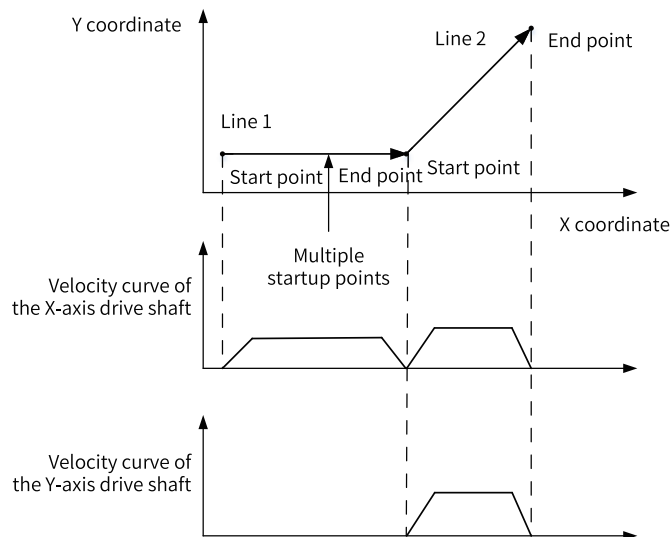 Y coordinate
Line 2
End point
Line 1
Start point
End point
Start point
X coordinate
Multiple
startup points
Velocity curve of
the X-axis drive shaft
Velocity curve of
the Y-axis drive shaft